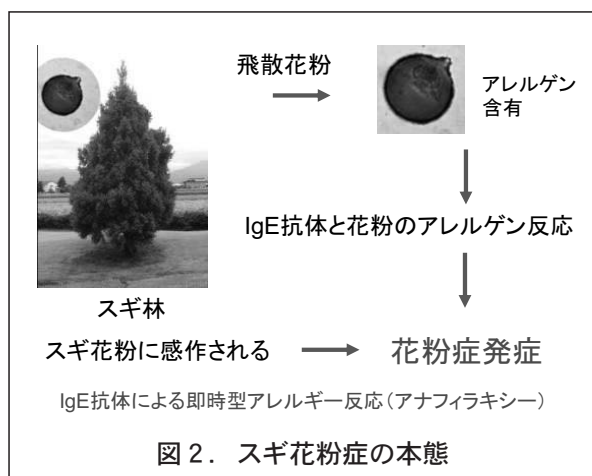 飛散花粉
アレルゲン
含有
IgE抗体と花粉のアレルゲン反応
スギ林
スギ花粉に感作される
花粉症発症
IgE抗体による即時型アレルギー反応(アナフィラキシー)
図2. スギ花粉症の本態